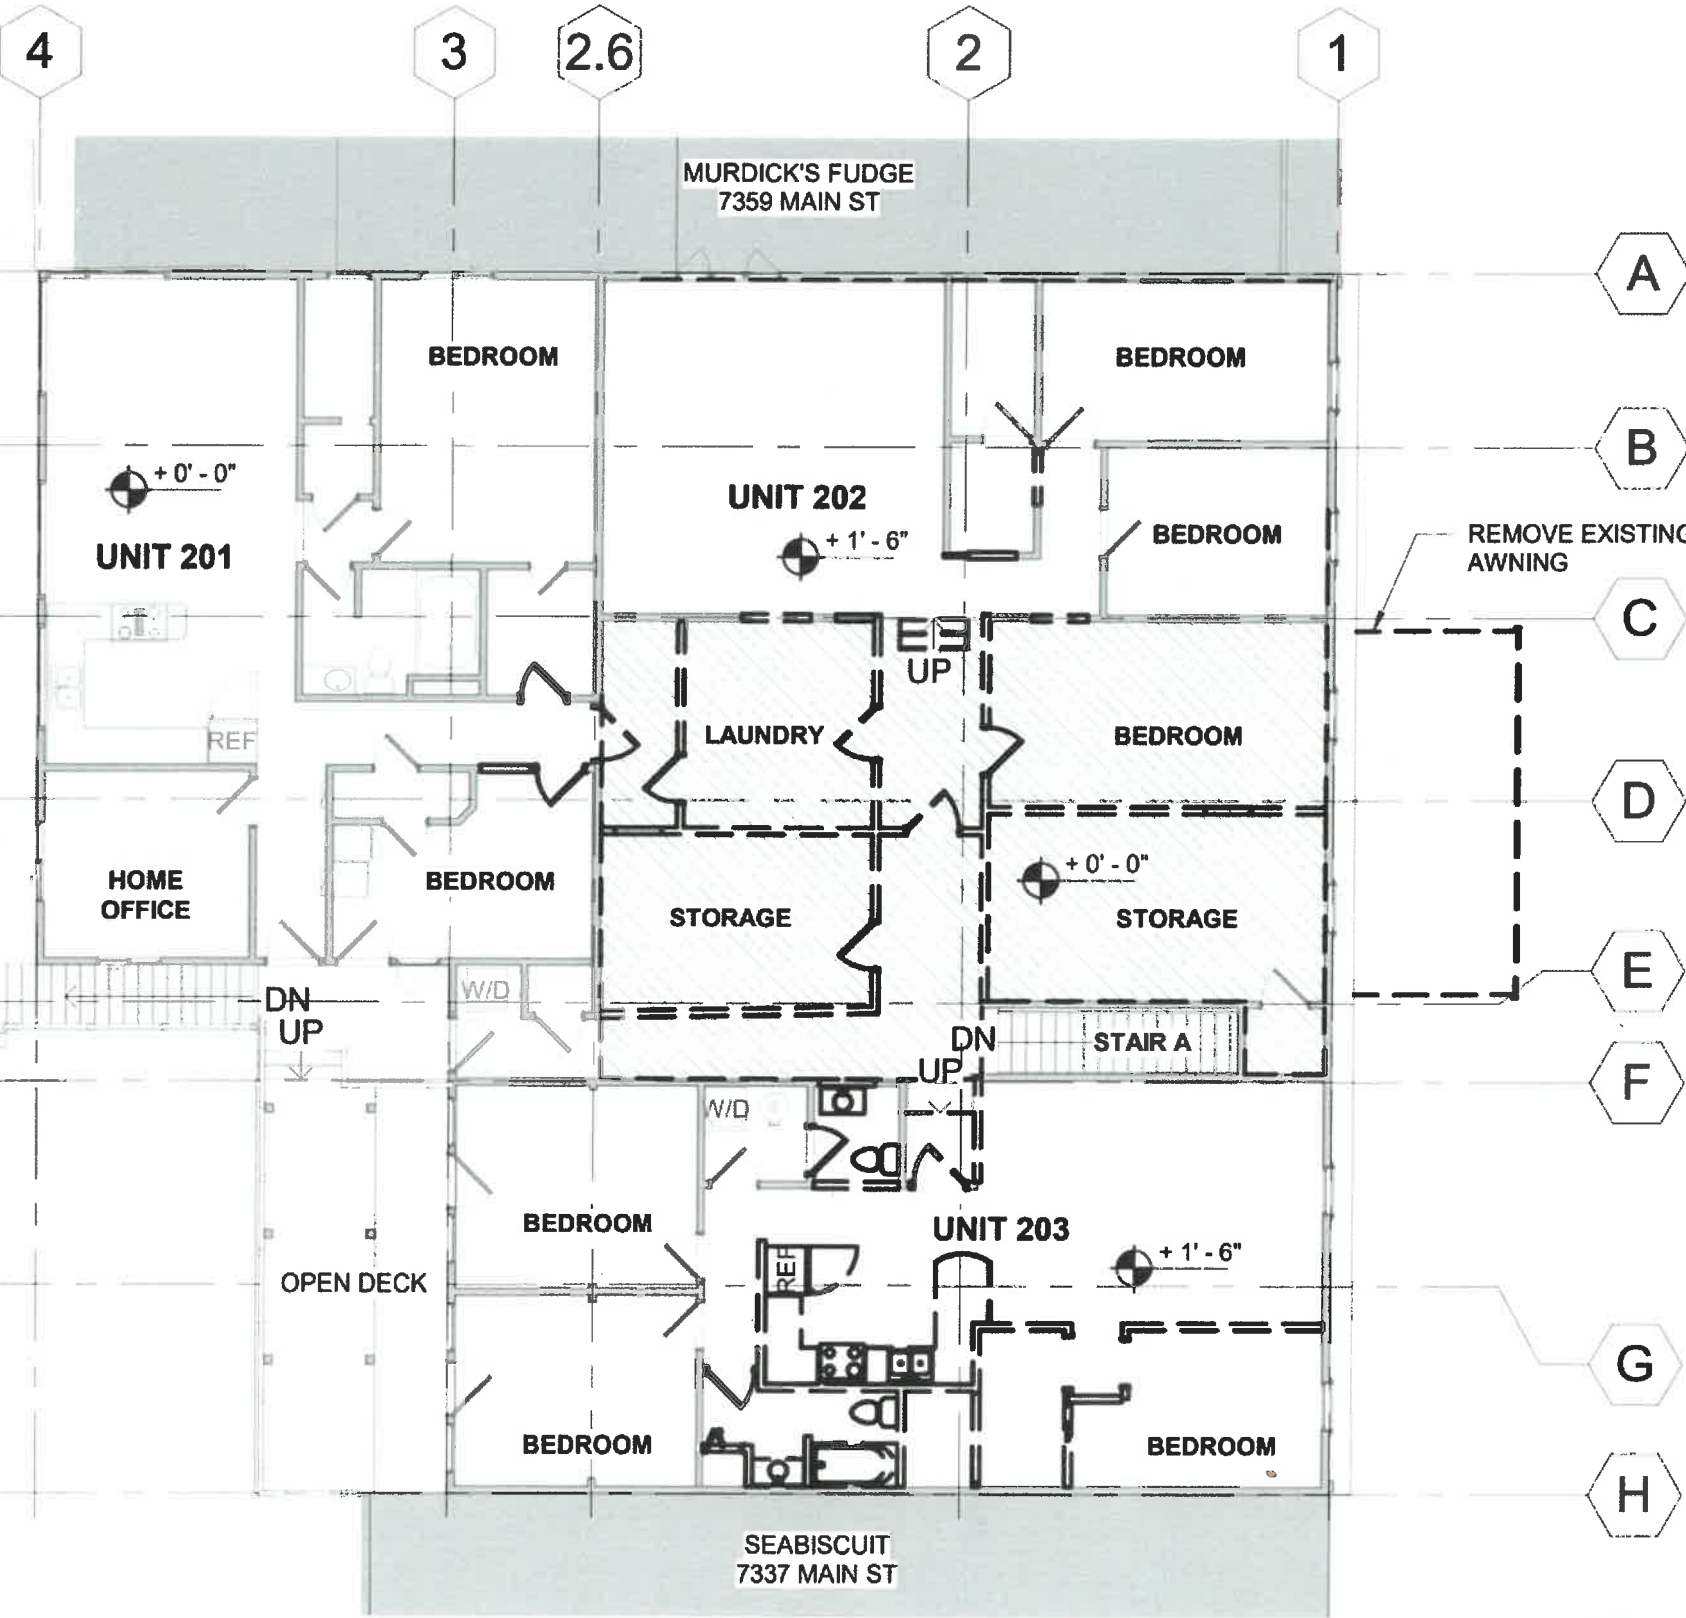 4
3
2.6
2
1
MURDICK'S FUDGE
7359 MAIN ST
A
BEDROOM
BEDROOM
B
+ 0' - 0"
UNIT 202
+ 1' - 6"
BEDROOM
REMOVE EXISTING
AWNING
UNIT 201
C
UP
REF
LAUNDRY
BEDROOM
D
HOME
OFFICE
BEDROOM
STORAGE
+ 0' - 0"
STORAGE
E
W/D
DN
UP
DN
STAIR A
UP
F
W/D
BEDROOM
UNIT 203
+ 1' - 6"
OPEN DECK
REF
G
BEDROOM
BEDROOM
H
SEABISCUIT
7337 MAIN ST